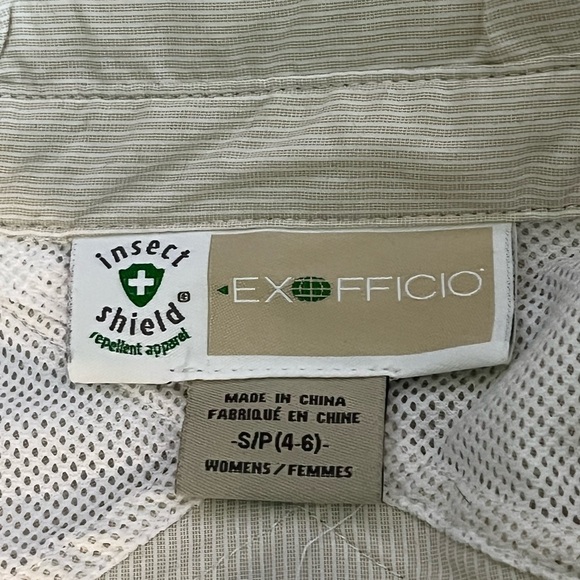 insect
shield®
repellent apparel
EXOFFICIO
MADE IN CHINA
FABRIQUÉ EN CHINE
-S/P(4-6)-
WOMENS/FEMMES